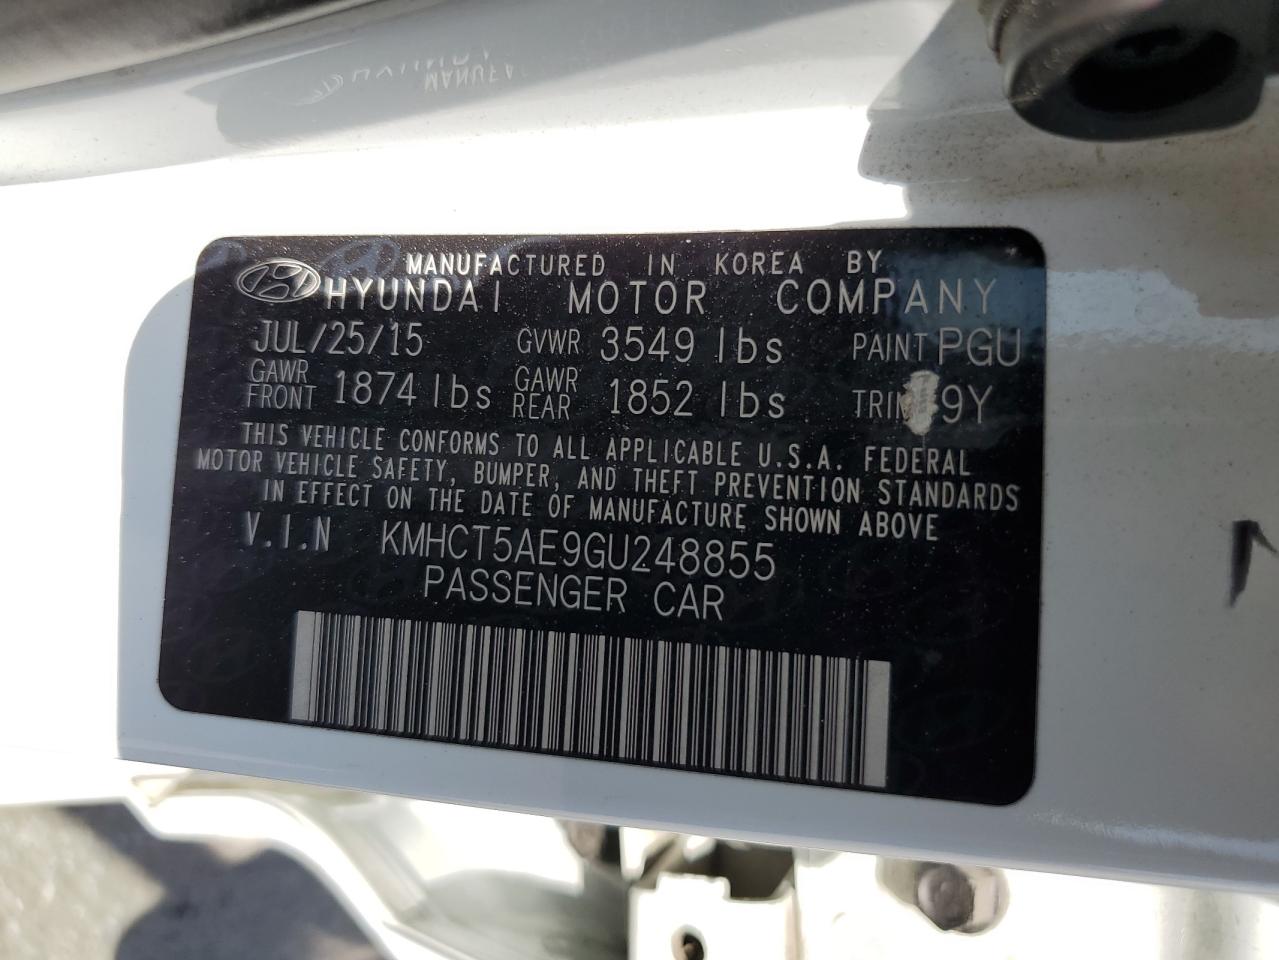 MANUFACTURED IN KOREA BY
HYUNDAI MOTOR COMPANY
JUL/25/15 GVWR 3549 lbs PAINT PGU
GAWR FRONT 1874 lbs GAWR REAR 1852 lbs TRIM 9Y
THIS VEHICLE CONFORMS TO ALL APPLICABLE U.S.A. FEDERAL
MOTOR VEHICLE SAFETY, BUMPER, AND THEFT PREVENTION STANDARDS
IN EFFECT ON THE DATE OF MANUFACTURE SHOWN ABOVE
V.I.N KMHCT5AE9GU248855
PASSENGER CAR